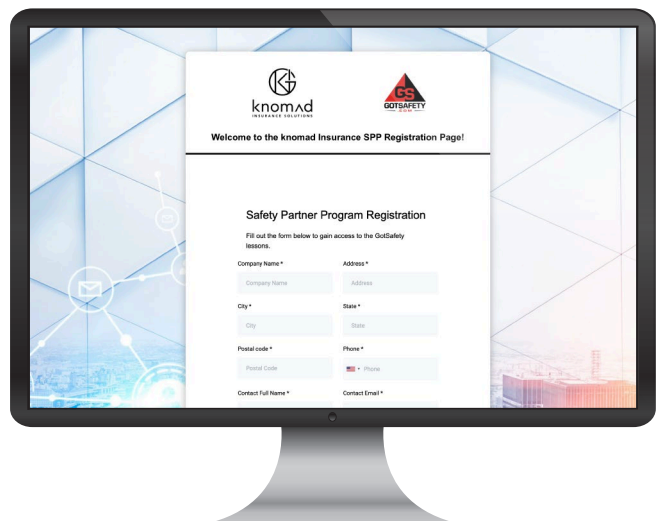 KG
knomad
INSURANCE SOLUTIONS
GS
GOTSAFETY
.COM
Welcome to the knomad Insurance SPP Registration Page!
Safety Partner Program Registration
Fill out the form below to gain access to the GotSafety
lessons.
Company Name * Address *
Company Name Address
City * State *
City State
Postal code * Phone *
Postal Code Phone
Contact Full Name * Contact Email *